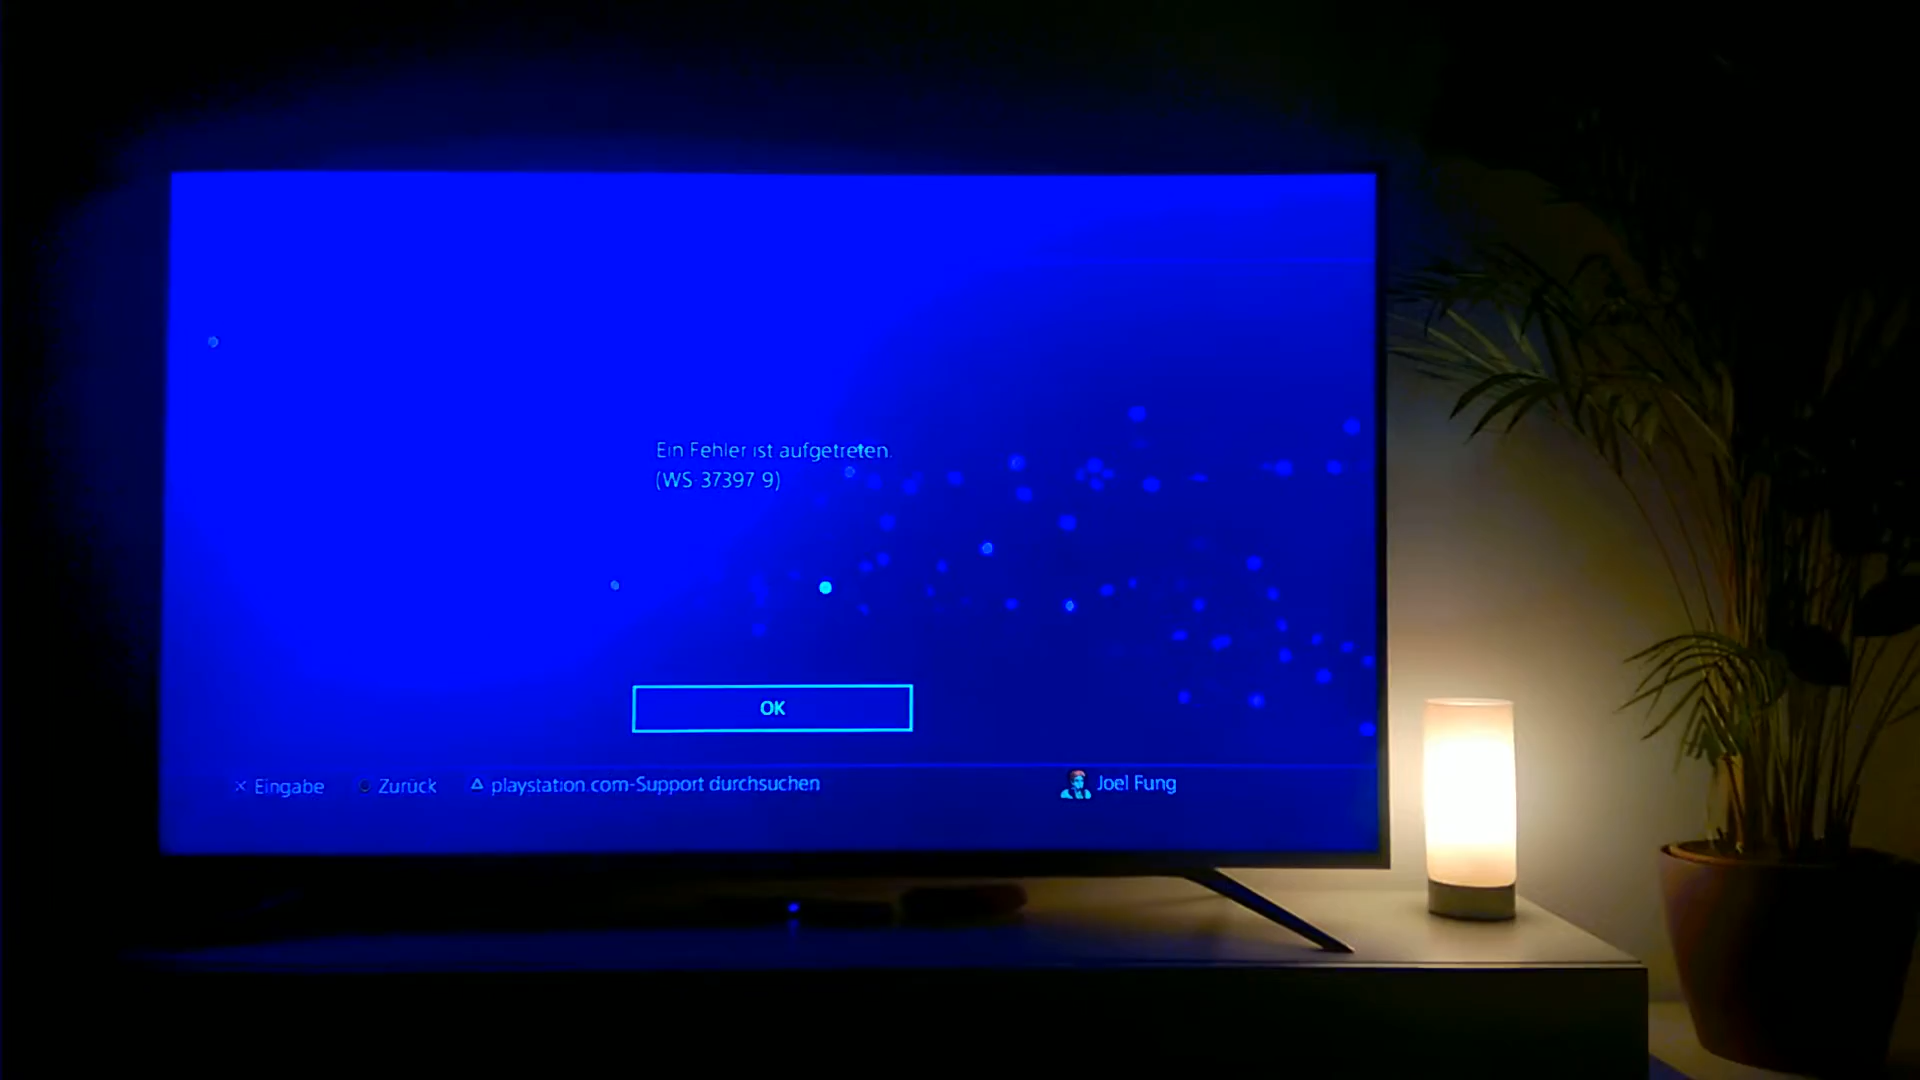 Ein Fehler ist aufgetreten.
(WS-37397-9)
OK
Eingabe Zurück playstation.com-Support durchsuchen Joel Fung